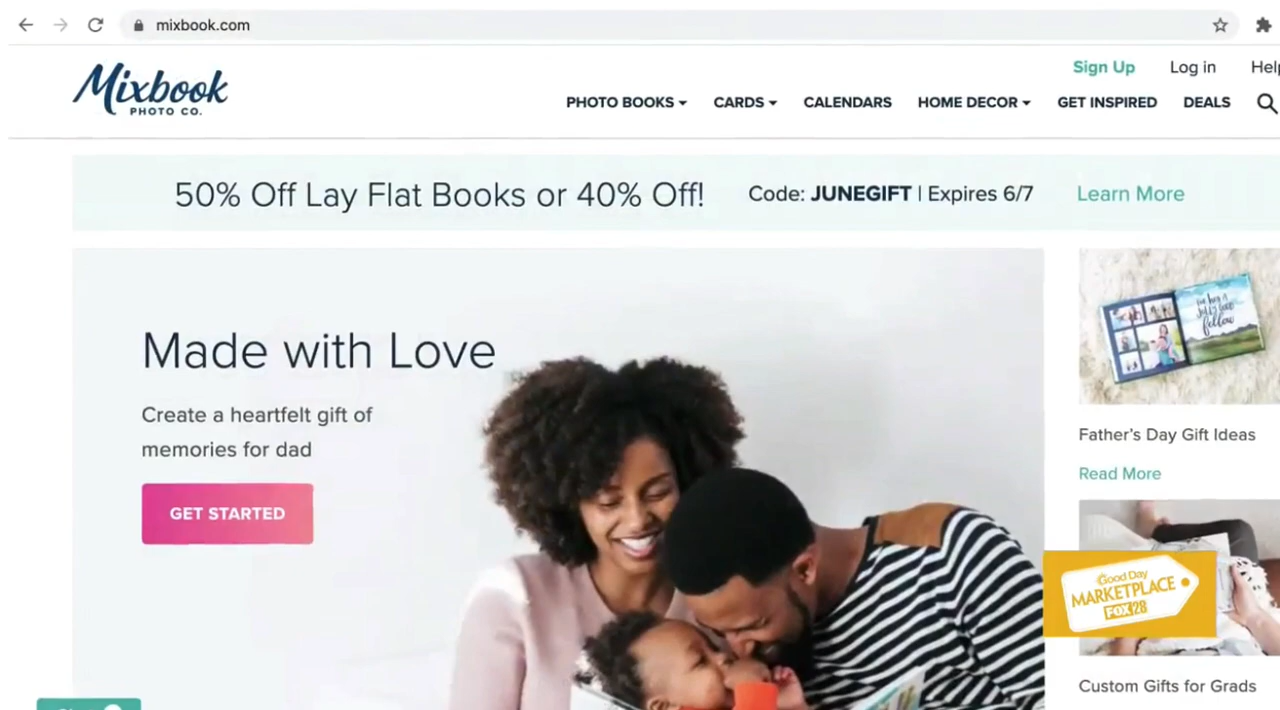 mixbook.com
Mixbook
PHOTO CO.
Sign Up Log in Help
PHOTO BOOKS CARDS CALENDARS HOME DECOR GET INSPIRED DEALS
50% Off Lay Flat Books or 40% Off! Code: JUNEGIFT | Expires 6/7 Learn More
Made with Love
Create a heartfelt gift of
memories for dad
GET STARTED
fellow
Father's Day Gift Ideas
Read More
Good Day
MARKETPLACE
FOX 28
Custom Gifts for Grads